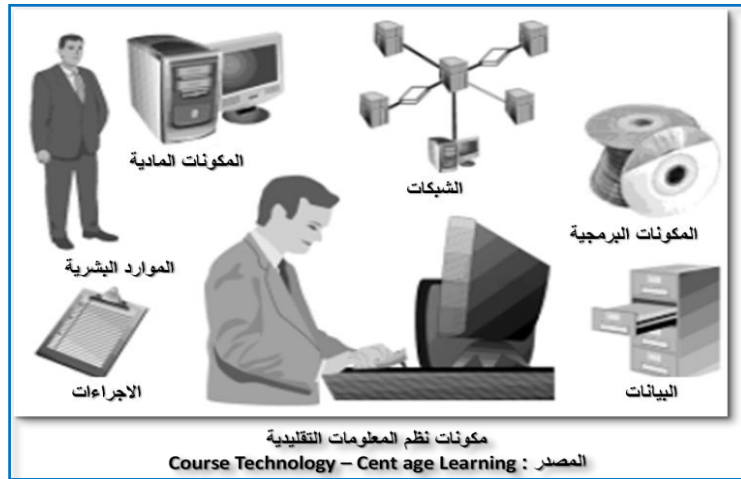 المكونات المادية
الشبكات
المكونات البرمجية
الموارد البشرية
الاجراءات
البيانات
مكونات نظم المعلومات التقليدية
المصدر : Course Technology – Cent age Learning